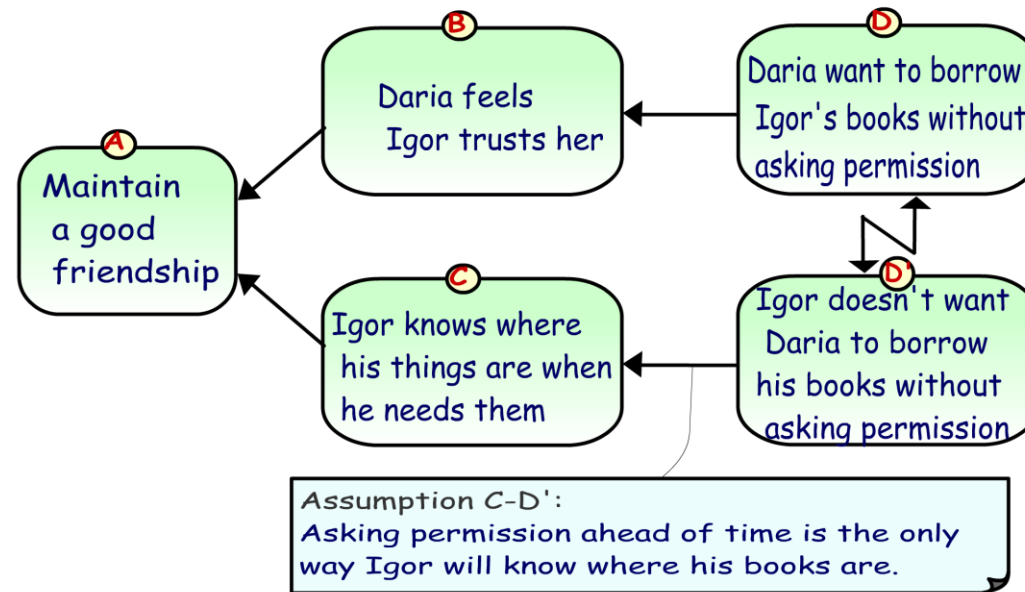 A
Maintain
a good
friendship
B
Daria feels
Igor trusts her
C
Igor knows where
his things are when
he needs them
D
Daria want to borrow
Igor's books without
asking permission
D'
Igor doesn't want
Daria to borrow
his books without
asking permission
Assumption C-D':
Asking permission ahead of time is the only
way Igor will know where his books are.